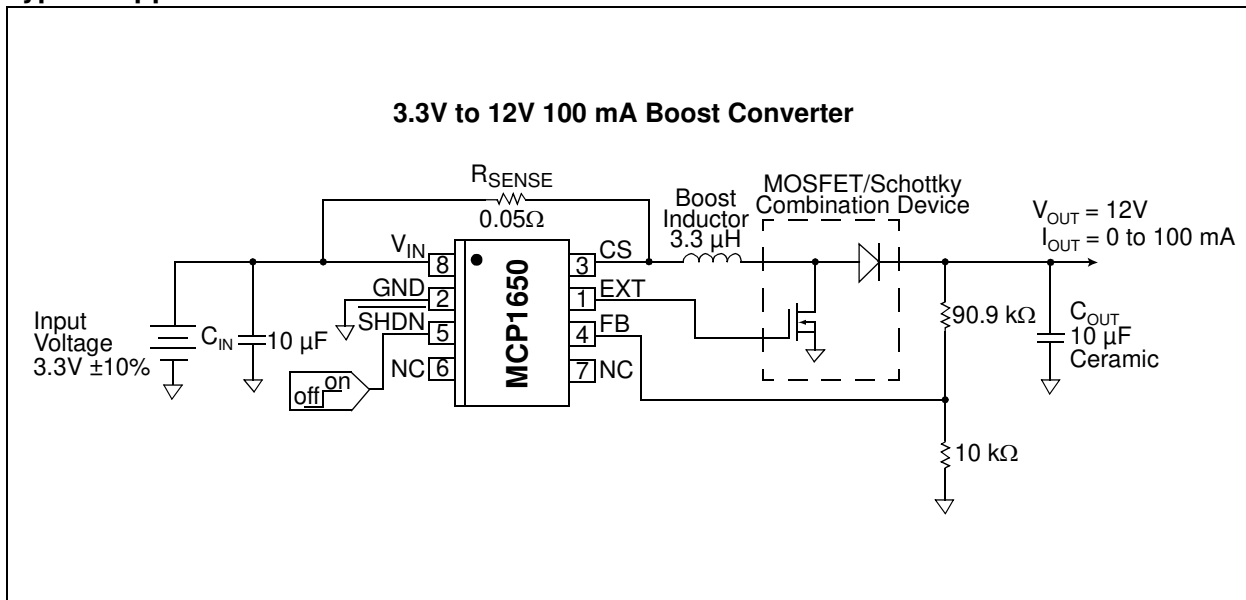 3.3V to 12V 100 mA Boost Converter
RSENSE
0.05Ω
Boost
Inductor
3.3 µH
MOSFET/Schottky
Combination Device
VOUT = 12V
IOUT = 0 to 100 mA
Input
Voltage
3.3V ±10%
CIN
10 µF
VIN
8
GND
2
SHDN
5
NC
6
off
on
MCP1650
3
CS
1
EXT
4
FB
7
NC
90.9 kΩ
10 kΩ
COUT
10 µF
Ceramic